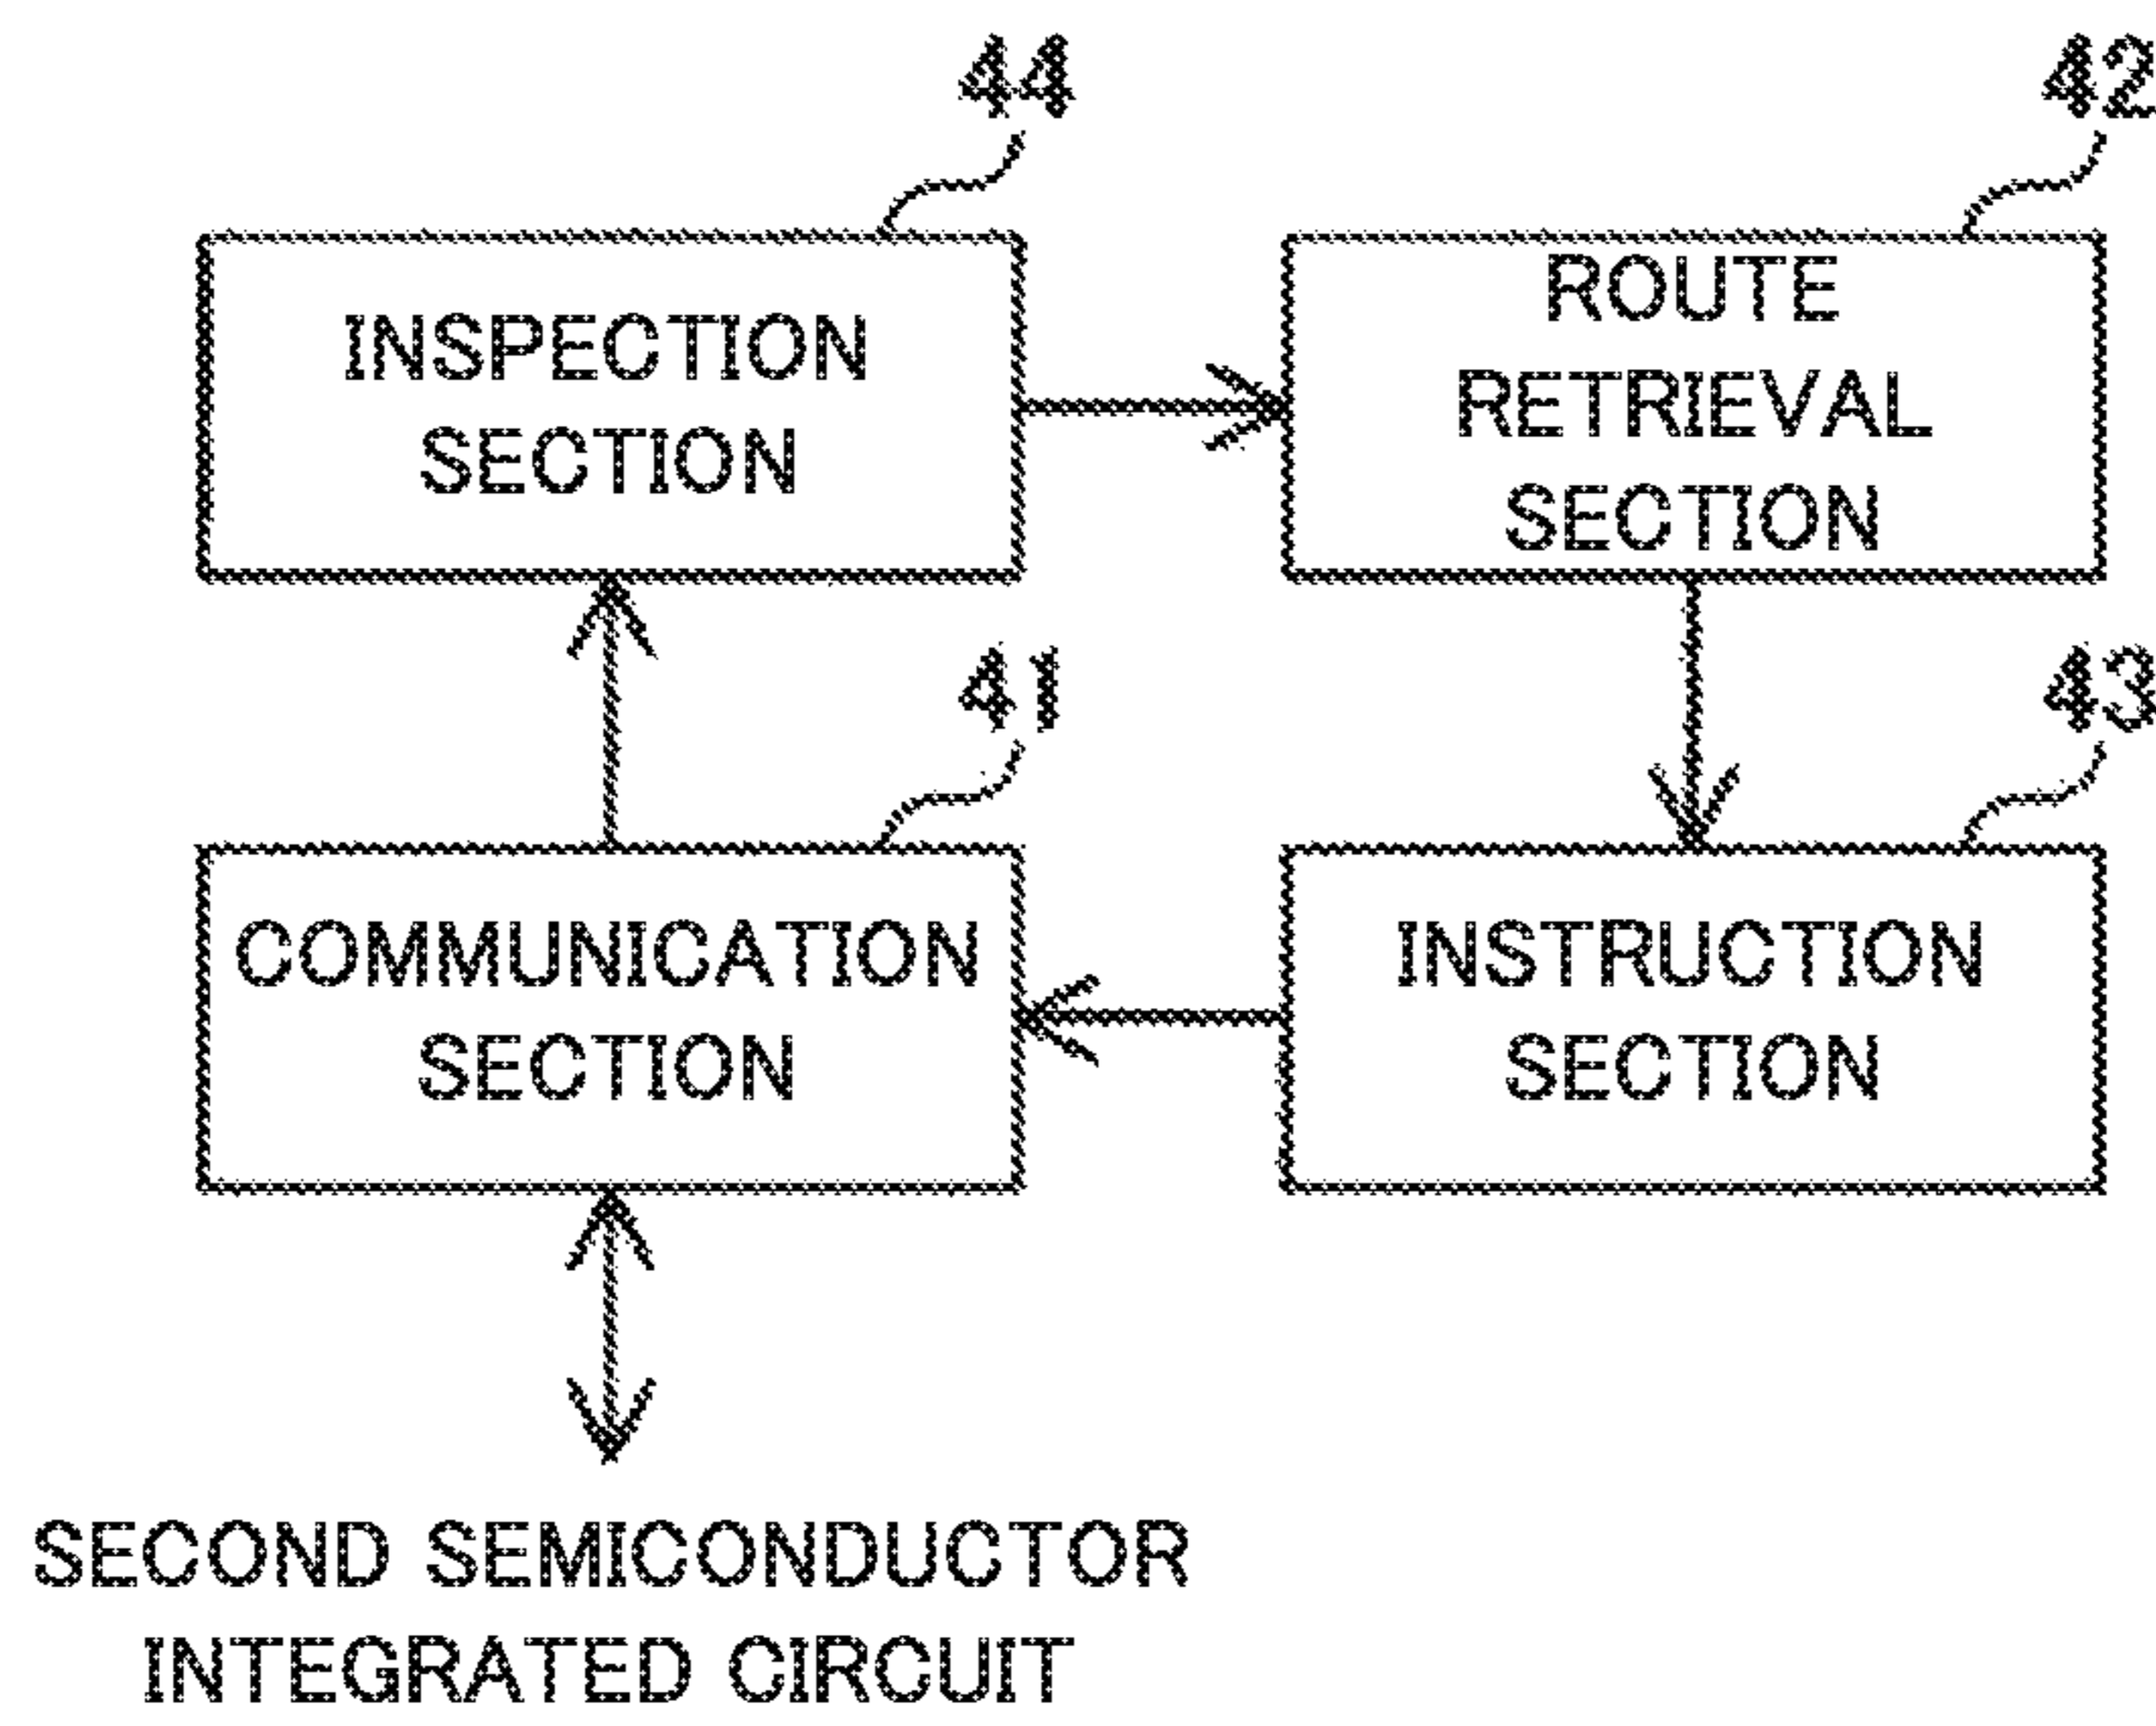 44
42
INSPECTION
SECTION
ROUTE
RETRIEVAL
SECTION
41
43
COMMUNICATION
SECTION
INSTRUCTION
SECTION
SECOND SEMICONDUCTOR
INTEGRATED CIRCUIT